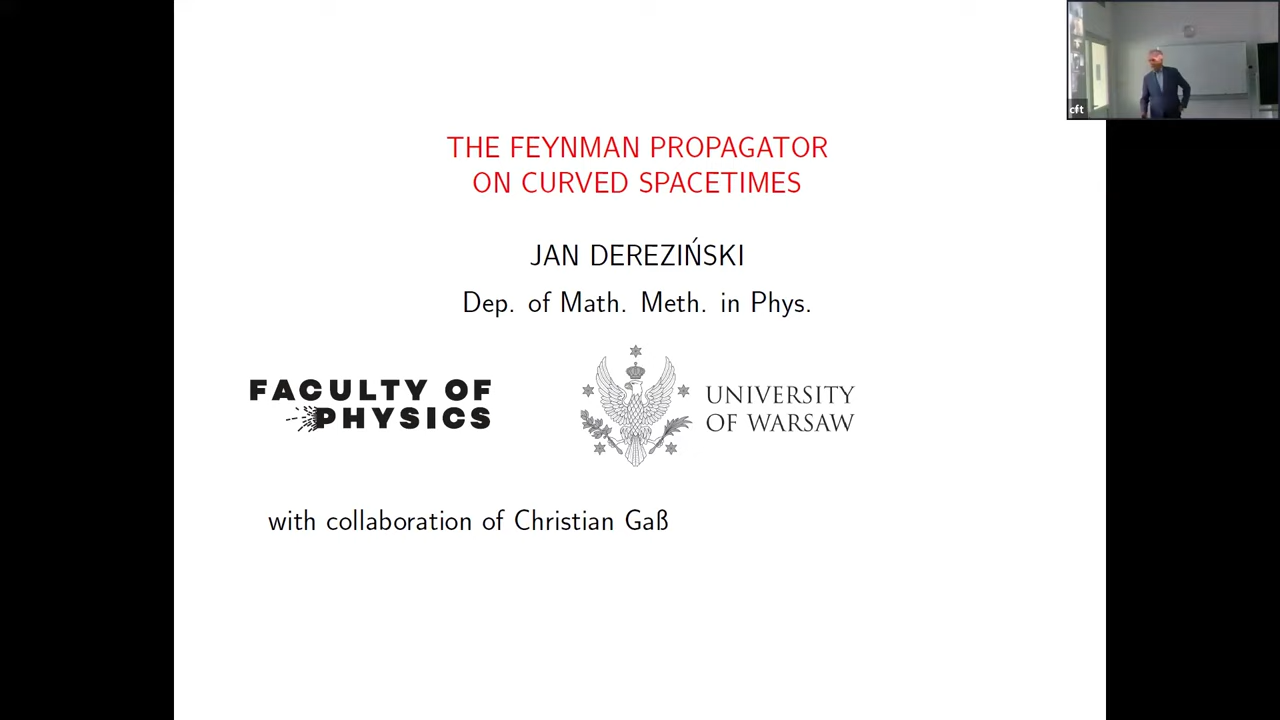 THE FEYNMAN PROPAGATOR
ON CURVED SPACETIMES
JAN DEREZIŃSKI
Dep. of Math. Meth. in Phys.
FACULTY OF
PHYSICS
UNIVERSITY
OF WARSAW
with collaboration of Christian Gaß
cft